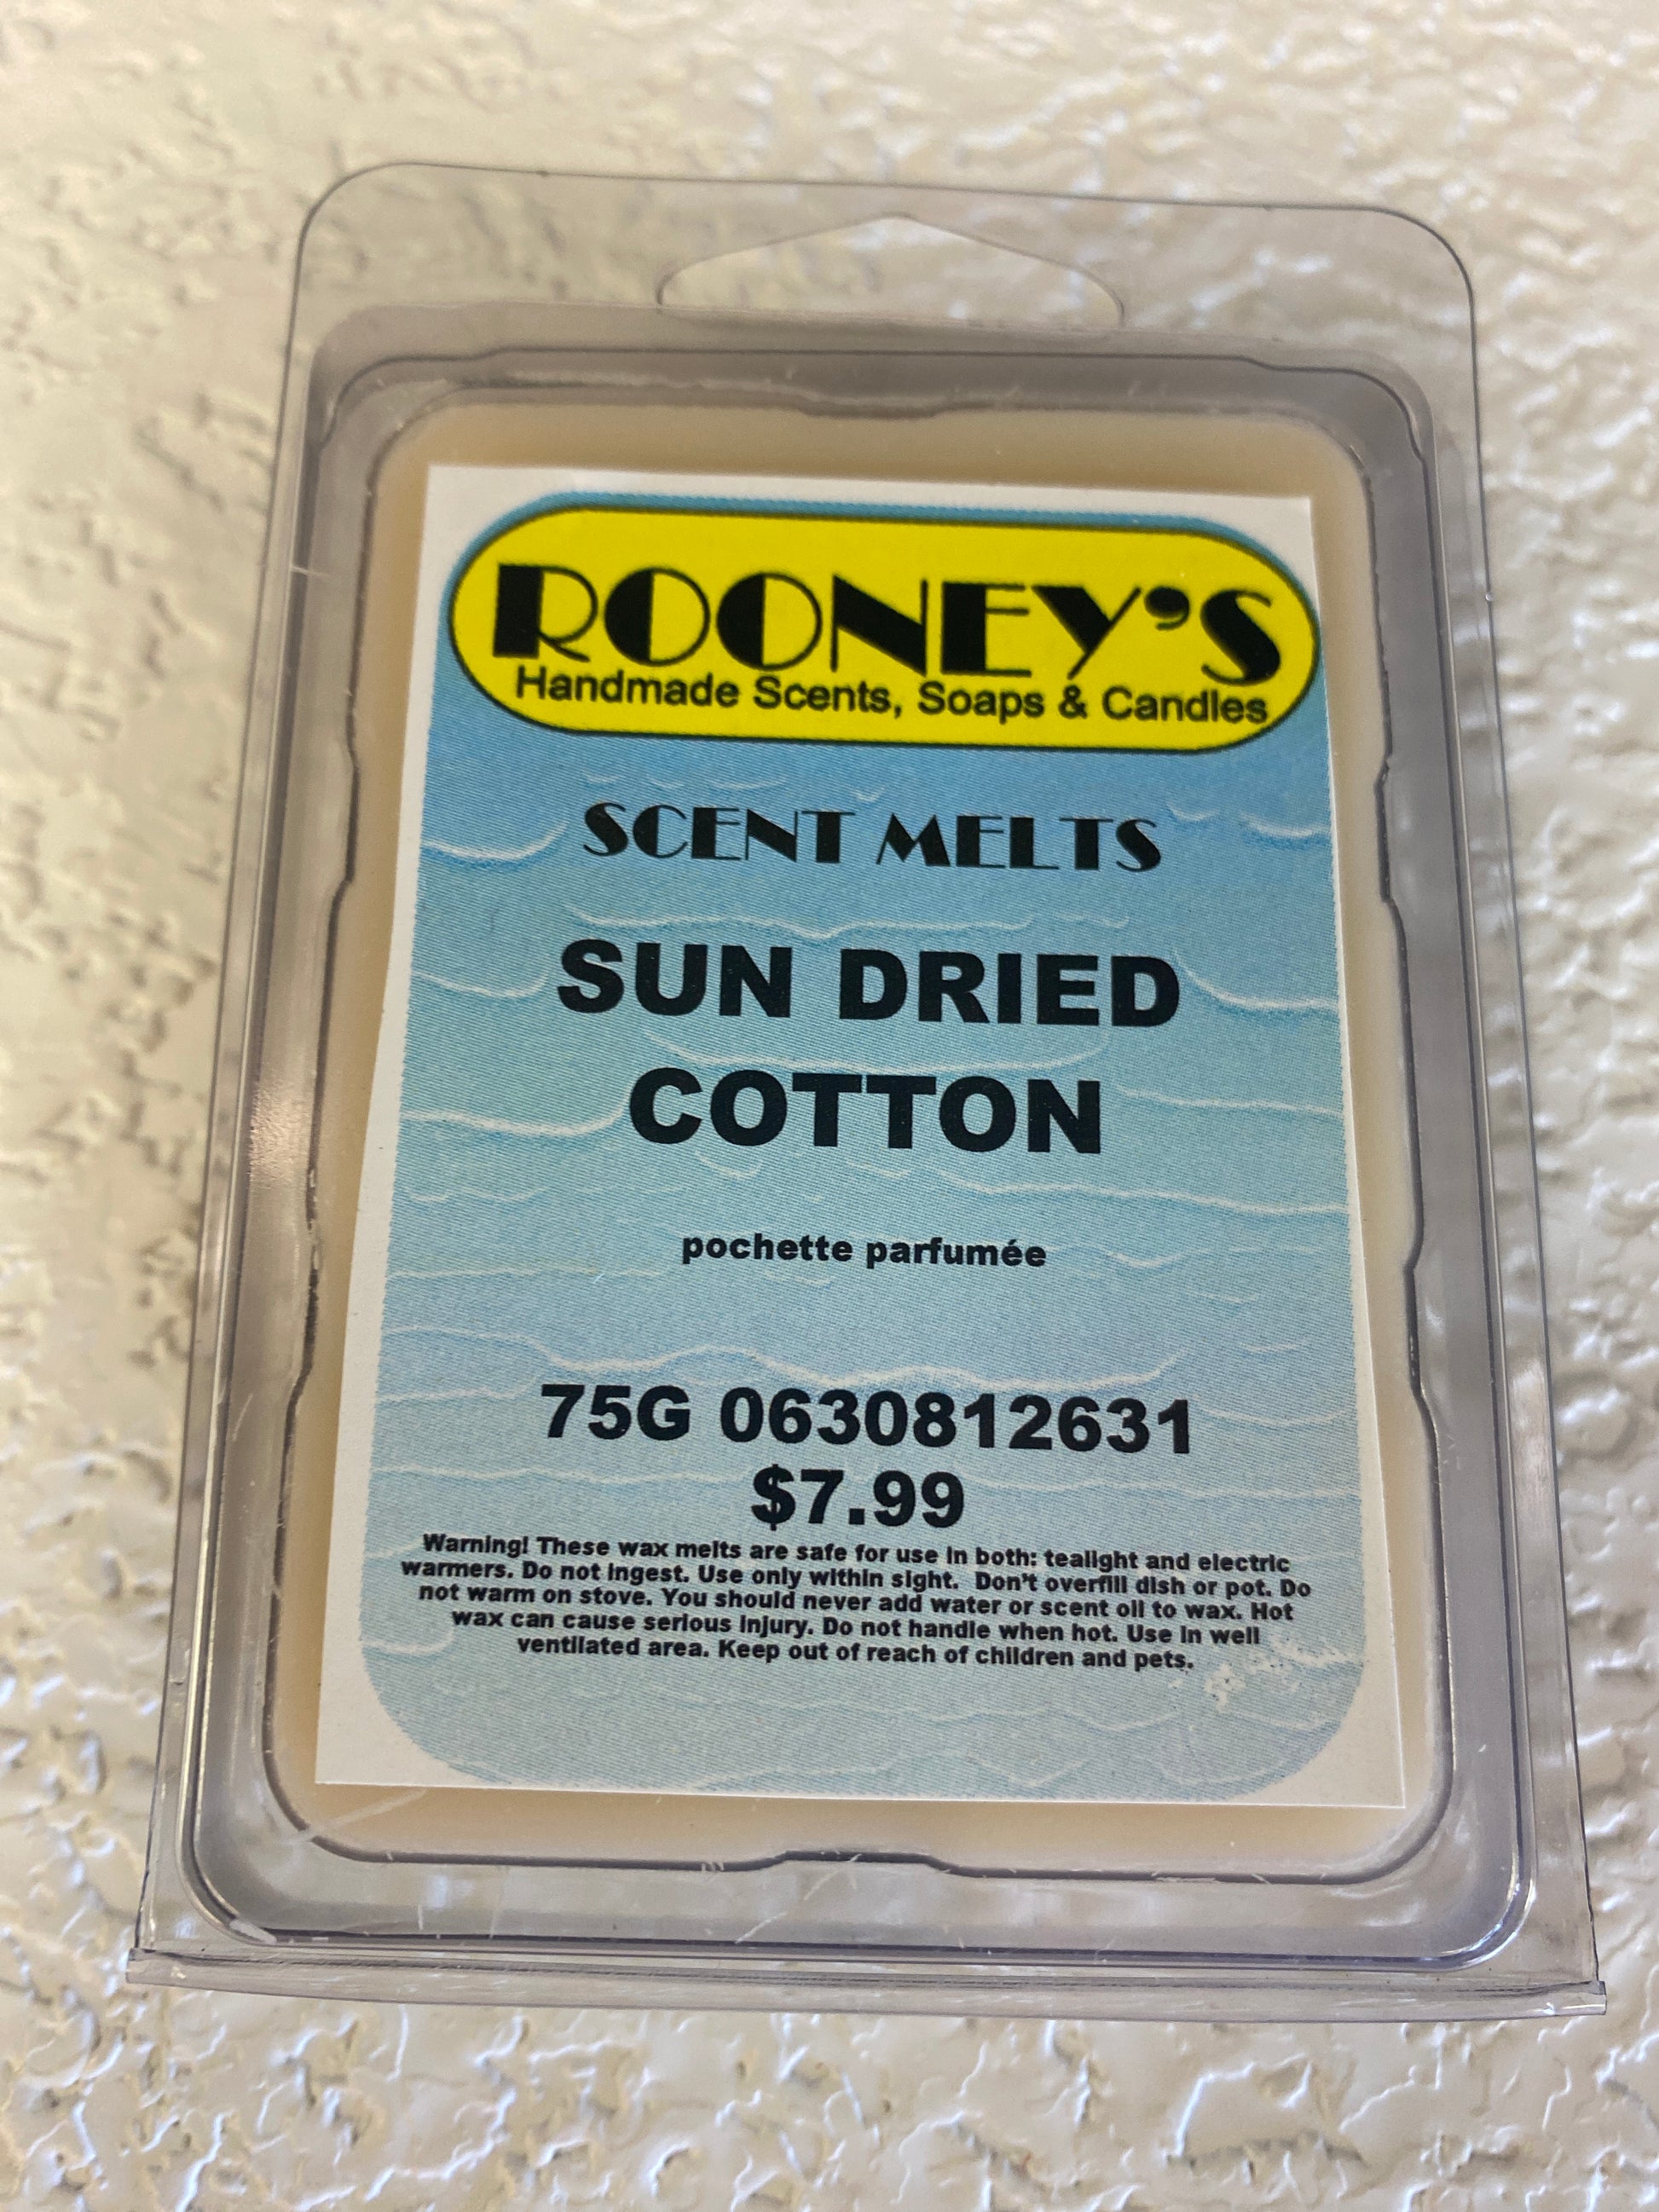 ROONEY'S
Handmade Scents, Soaps & Candles
SCENT MELTS
SUN DRIED
COTTON
pochette parfumée
75G 0630812631
$7.99
Warning! These wax melts are safe for use in both: tealight and electric
warmers. Do not ingest. Use only within sight. Don't overfill dish or pot. Do
not warm on stove. You should never add water or scent oil to wax. Hot
wax can cause serious injury. Do not handle when hot. Use in well
ventilated area. Keep out of reach of children and pets.